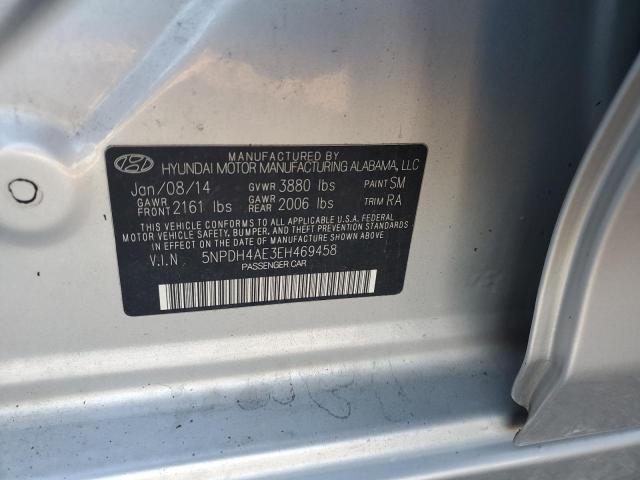 MANUFACTURED BY
HYUNDAI MOTOR MANUFACTURING ALABAMA, LLC
Jan/08/14 GVWR 3880 lbs PAINT SM
GAWR FRONT 2161 lbs GAWR REAR 2006 lbs TRIM RA
THIS VEHICLE CONFORMS TO ALL APPLICABLE U.S.A. FEDERAL
MOTOR VEHICLE SAFETY, BUMPER, AND THEFT PREVENTION STANDARDS
IN EFFECT ON THE DATE OF MANUFACTURE SHOWN ABOVE.
V.I.N 5NPDH4AE3EH469458
PASSENGER CAR